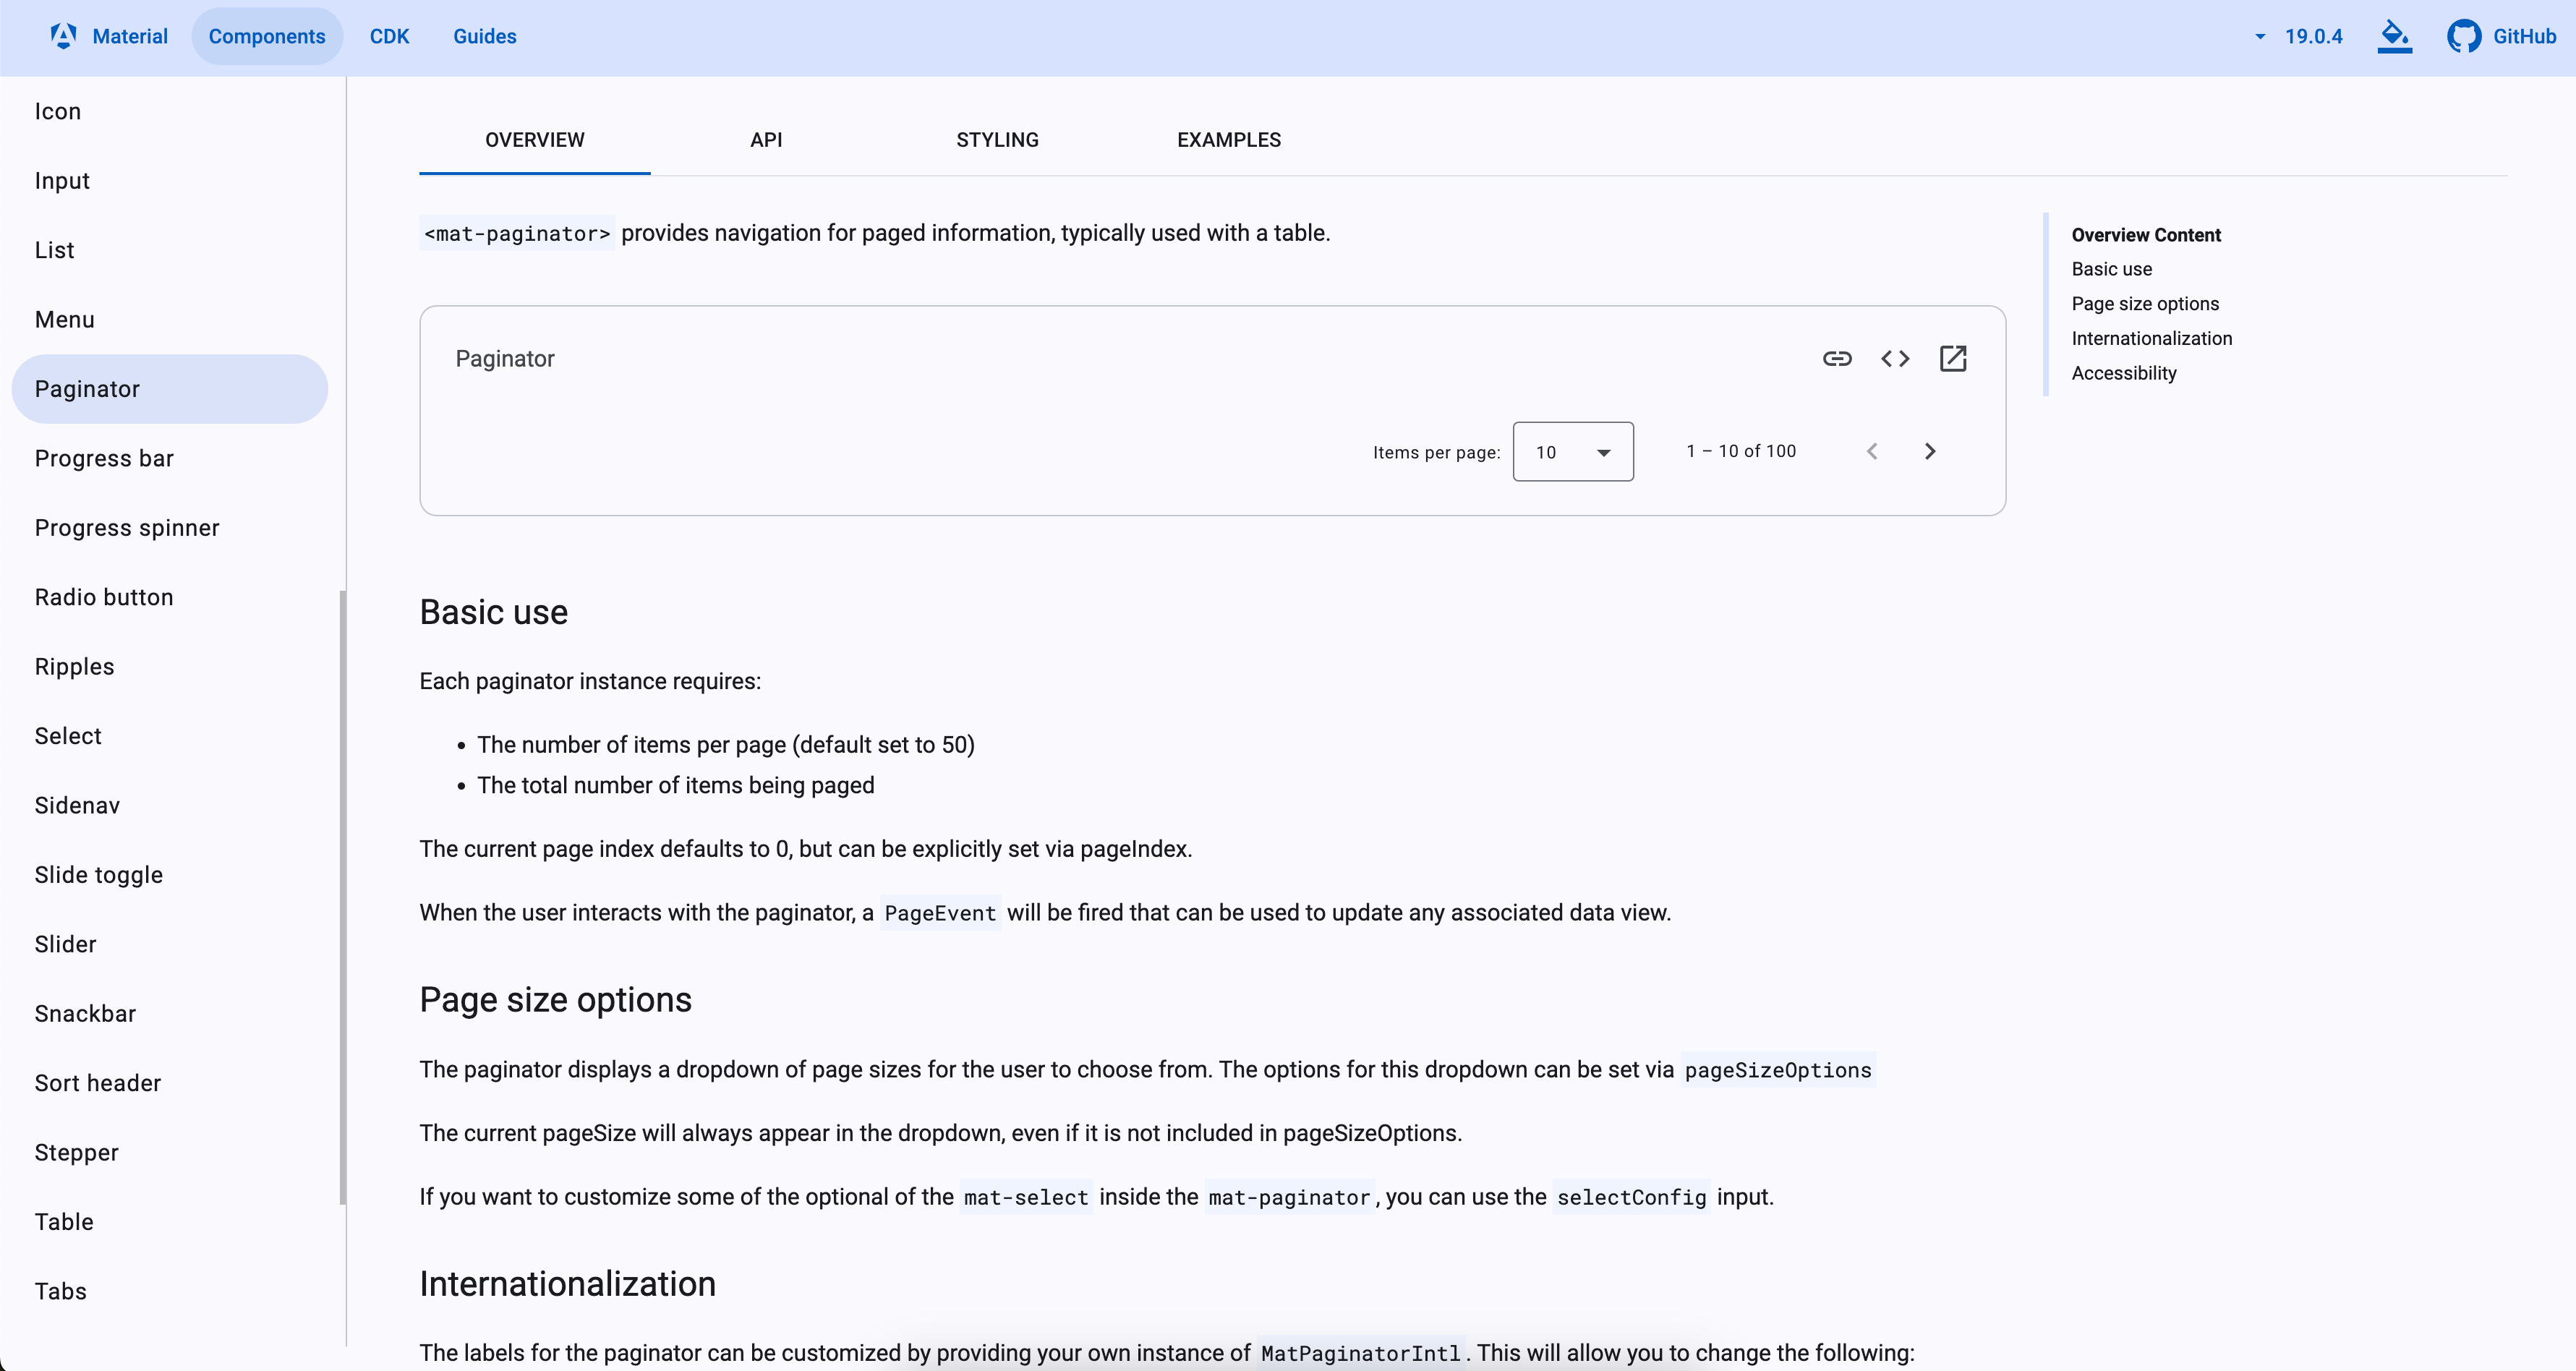 Material Components CDK Guides 19.0.4 GitHub
Icon
Input
List
Menu
Paginator
Progress bar
Progress spinner
Radio button
Ripples
Select
Sidenav
Slide toggle
Slider
Snackbar
Sort header
Stepper
Table
Tabs
OVERVIEW API STYLING EXAMPLES
<mat-paginator> provides navigation for paged information, typically used with a table.
Paginator
Items per page: 10 1 – 10 of 100
Basic use
Each paginator instance requires:
• The number of items per page (default set to 50)
• The total number of items being paged
The current page index defaults to 0, but can be explicitly set via pageIndex.
When the user interacts with the paginator, a PageEvent will be fired that can be used to update any associated data view.
Page size options
The paginator displays a dropdown of page sizes for the user to choose from. The options for this dropdown can be set via pageSizeOptions
The current pageSize will always appear in the dropdown, even if it is not included in pageSizeOptions.
If you want to customize some of the optional of the mat-select inside the mat-paginator, you can use the selectConfig input.
Internationalization
The labels for the paginator can be customized by providing your own instance of MatPaginatorIntl. This will allow you to change the following:
Overview Content
Basic use
Page size options
Internationalization
Accessibility